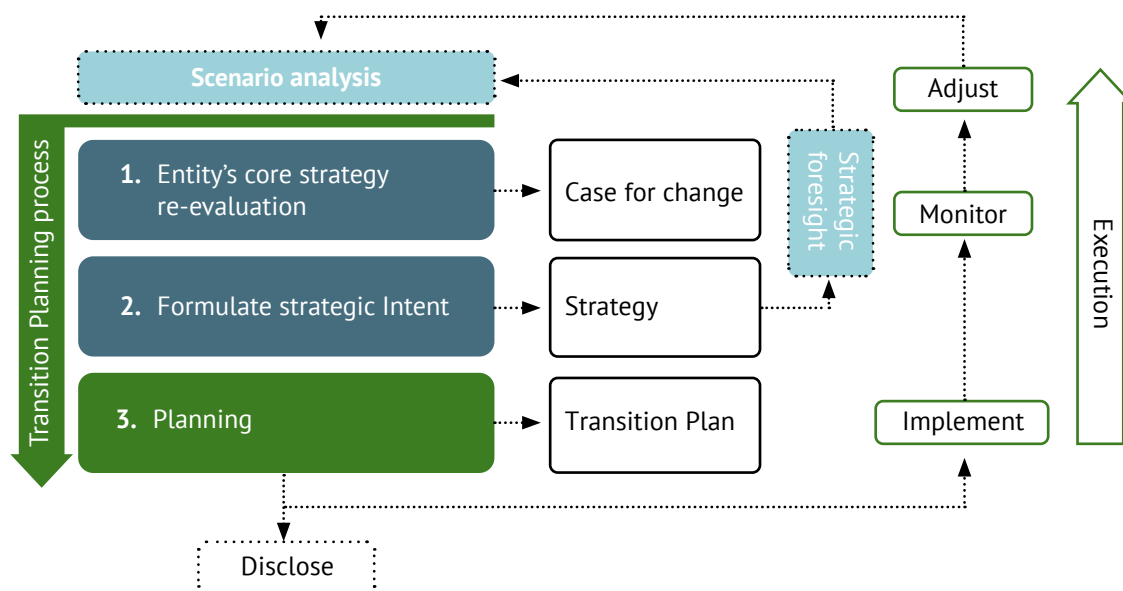 Scenario analysis
Transition Planning process
1. Entity's core strategy
re-evaluation
Case for change
2. Formulate strategic Intent
Strategy
3. Planning
Transition Plan
Disclose
Strategic
foresight
Adjust
Monitor
Implement
Execution